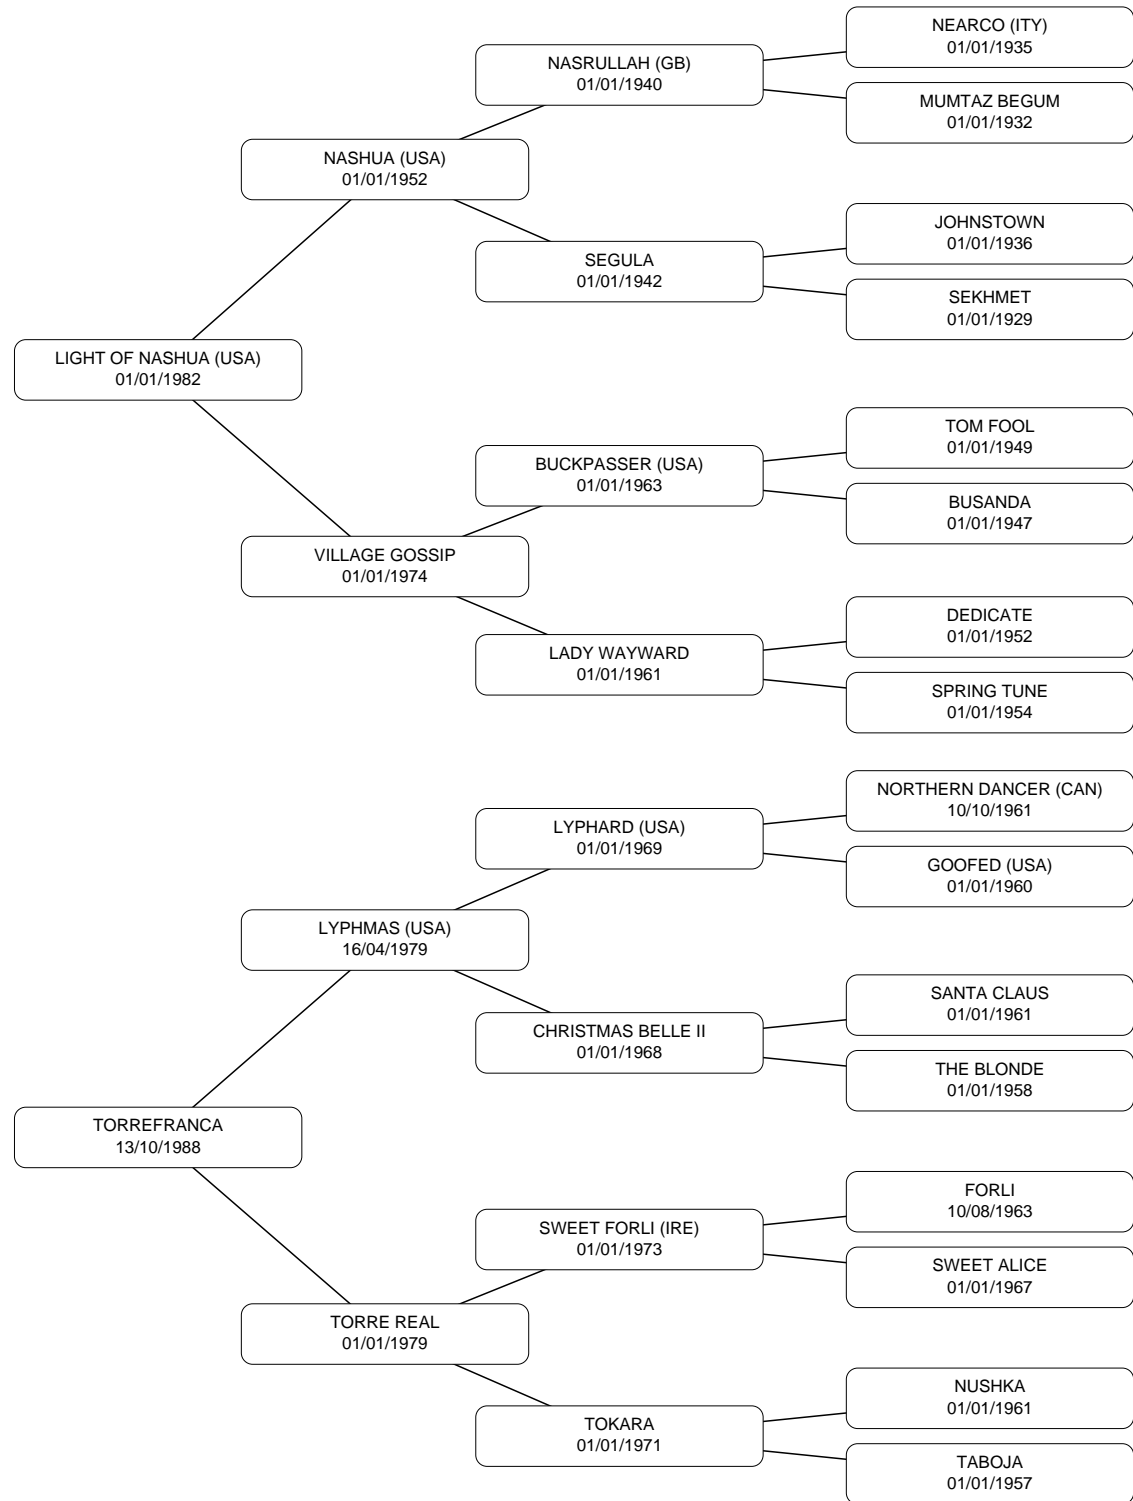 NEARCO (ITY)
01/01/1935
NASRULLAH (GB)
01/01/1940
MUMTAZ BEGUM
01/01/1932
NASHUA (USA)
01/01/1952
JOHNSTOWN
01/01/1936
SEGULA
01/01/1942
SEKHMET
01/01/1929
LIGHT OF NASHUA (USA)
01/01/1982
TOM FOOL
01/01/1949
BUCKPASSER (USA)
01/01/1963
BUSANDA
01/01/1947
VILLAGE GOSSIP
01/01/1974
DEDICATE
01/01/1952
LADY WAYWARD
01/01/1961
SPRING TUNE
01/01/1954
NORTHERN DANCER (CAN)
10/10/1961
LYPHARD (USA)
01/01/1969
GOOFED (USA)
01/01/1960
LYPHMAS (USA)
16/04/1979
SANTA CLAUS
01/01/1961
CHRISTMAS BELLE II
01/01/1968
THE BLONDE
01/01/1958
TORREFRANCA
13/10/1988
FORLI
10/08/1963
SWEET FORLI (IRE)
01/01/1973
SWEET ALICE
01/01/1967
TORRE REAL
01/01/1979
NUSHKA
01/01/1961
TOKARA
01/01/1971
TABOJA
01/01/1957